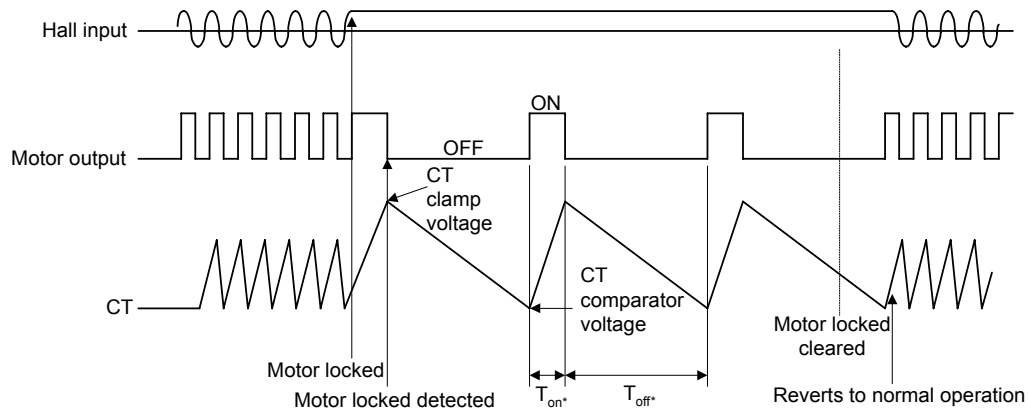 Hall input
ON
Motor output
OFF
CT
clamp
voltage
CT
CT
comparator
voltage
Motor locked
cleared
Motor locked
Motor locked detected
Ton*
Toff*
Reverts to normal operation